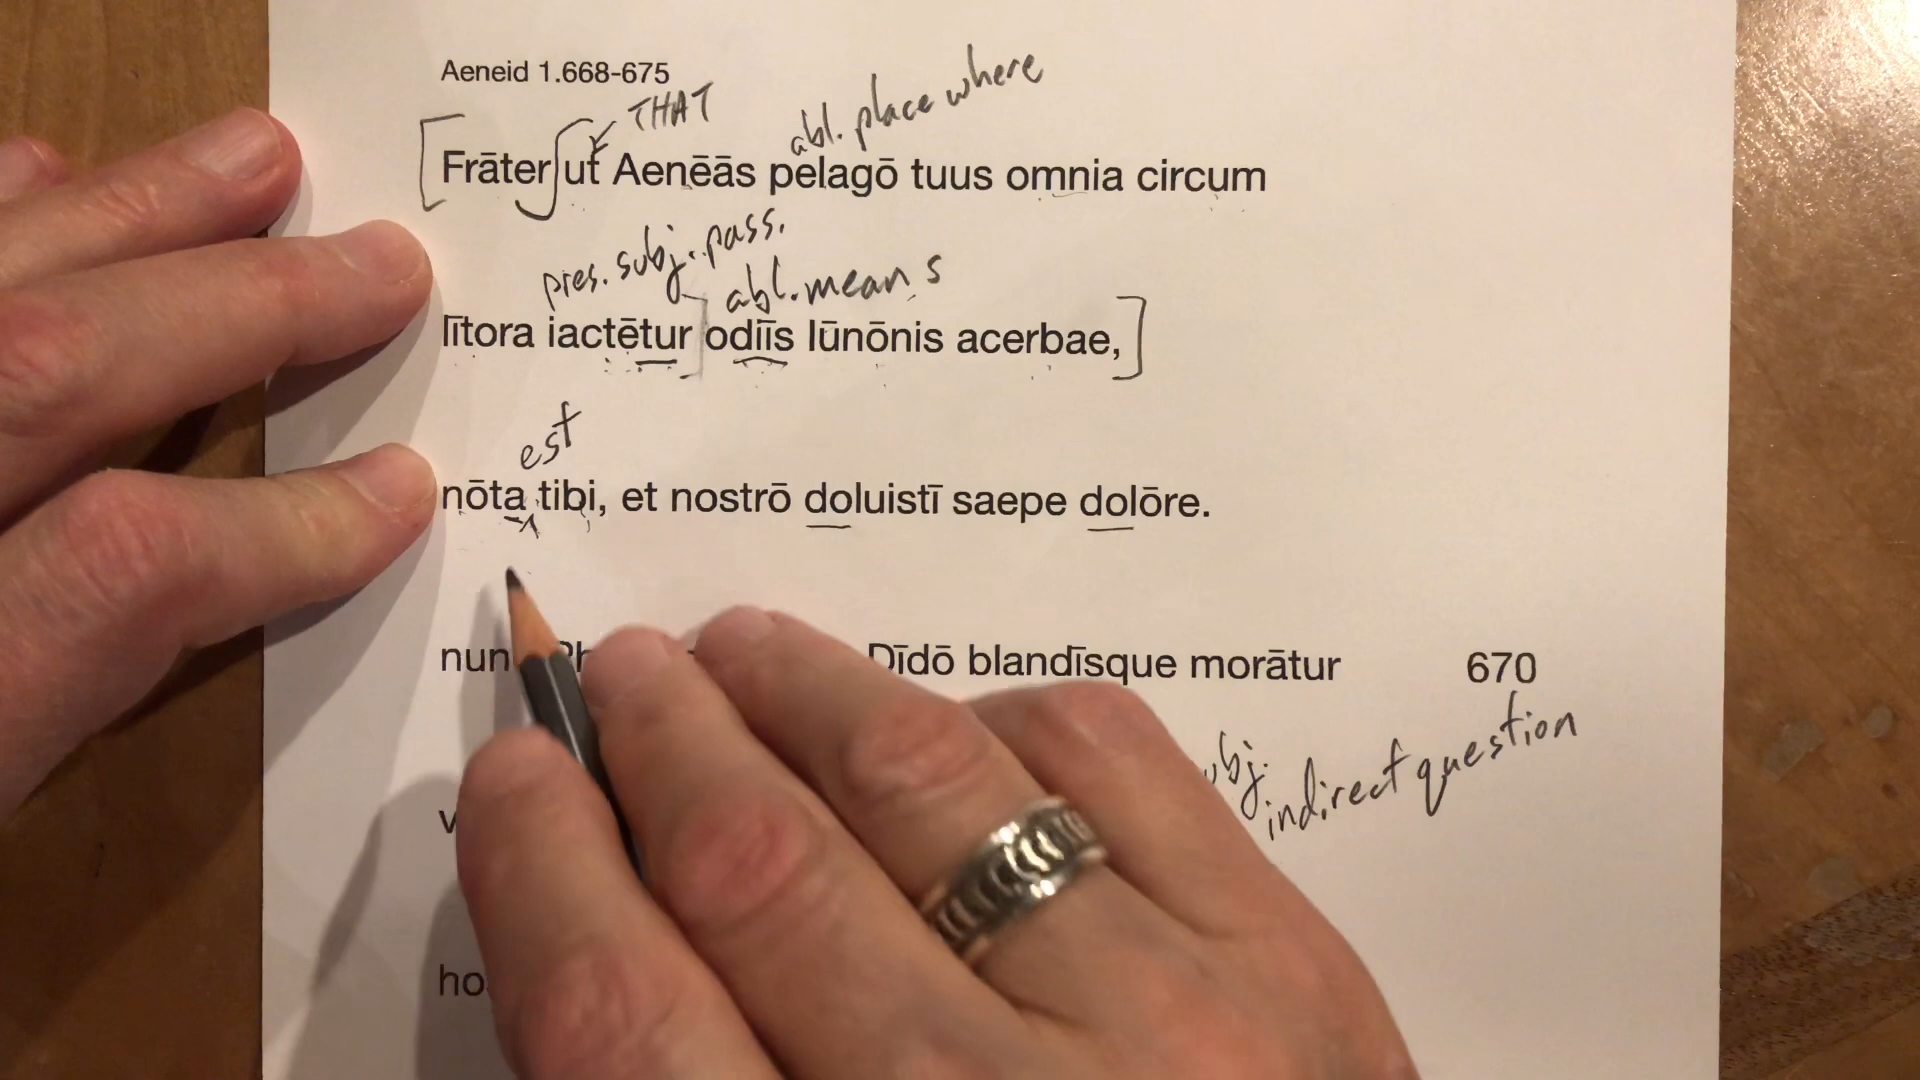 Aeneid 1.668-675
THAT
abl. place where
Frāter ut Aenēās pelagō tuus omnia circum
pres. subj. pass.
abl. means
lītora iactētur odiīs Iūnōnis acerbae,
est
nōta tibi, et nostrō doluistī saepe dolōre.
Dīdō blandīsque morātur 670
indirect question